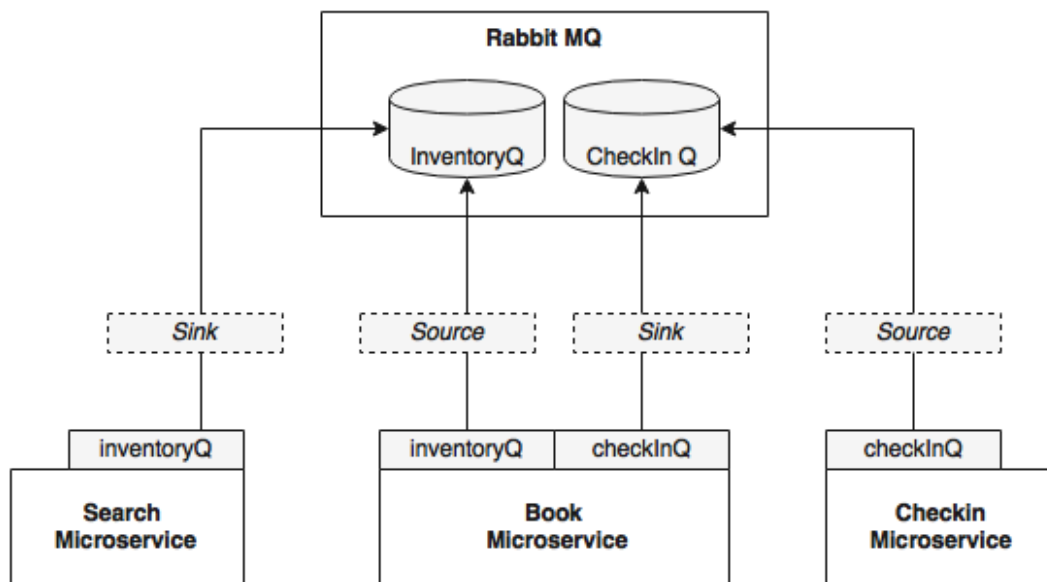 Rabbit MQ
InventoryQ
CheckIn Q
Sink
Source
Sink
Source
inventoryQ
inventoryQ
checkInQ
checkInQ
Search
Microservice
Book
Microservice
Checkin
Microservice